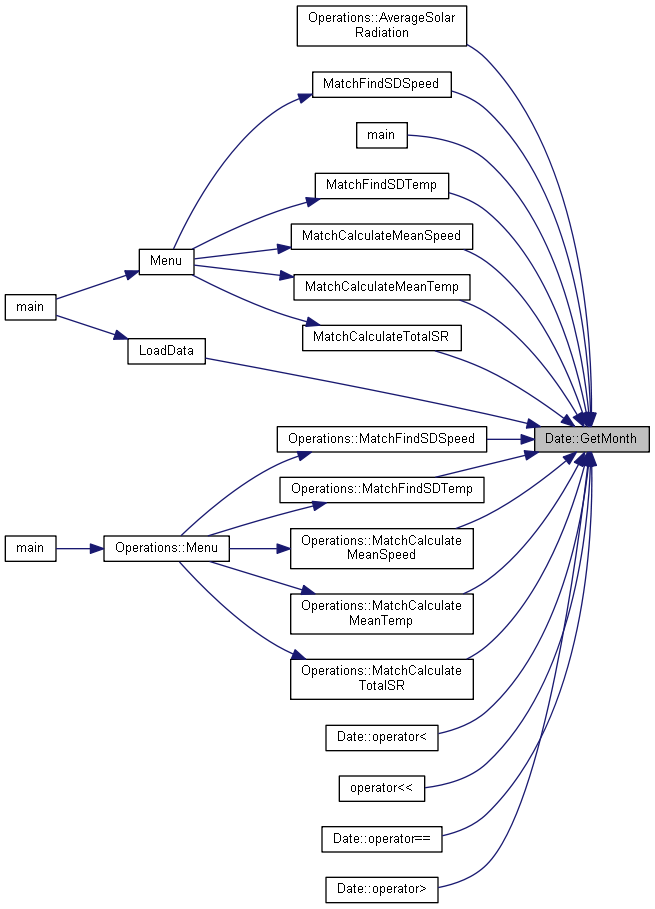 Operations::AverageSolar
Radiation
MatchFindSDSpeed
main
MatchFindSDTemp
MatchCalculateMeanSpeed
Menu
MatchCalculateMeanTemp
main
MatchCalculateTotalSR
LoadData
Operations::MatchFindSDSpeed
Date::GetMonth
Operations::MatchFindSDTemp
Operations::MatchCalculate
MeanSpeed
main
Operations::Menu
Operations::MatchCalculate
MeanTemp
Operations::MatchCalculate
TotalSR
Date::operator<
operator<<
Date::operator==
Date::operator>